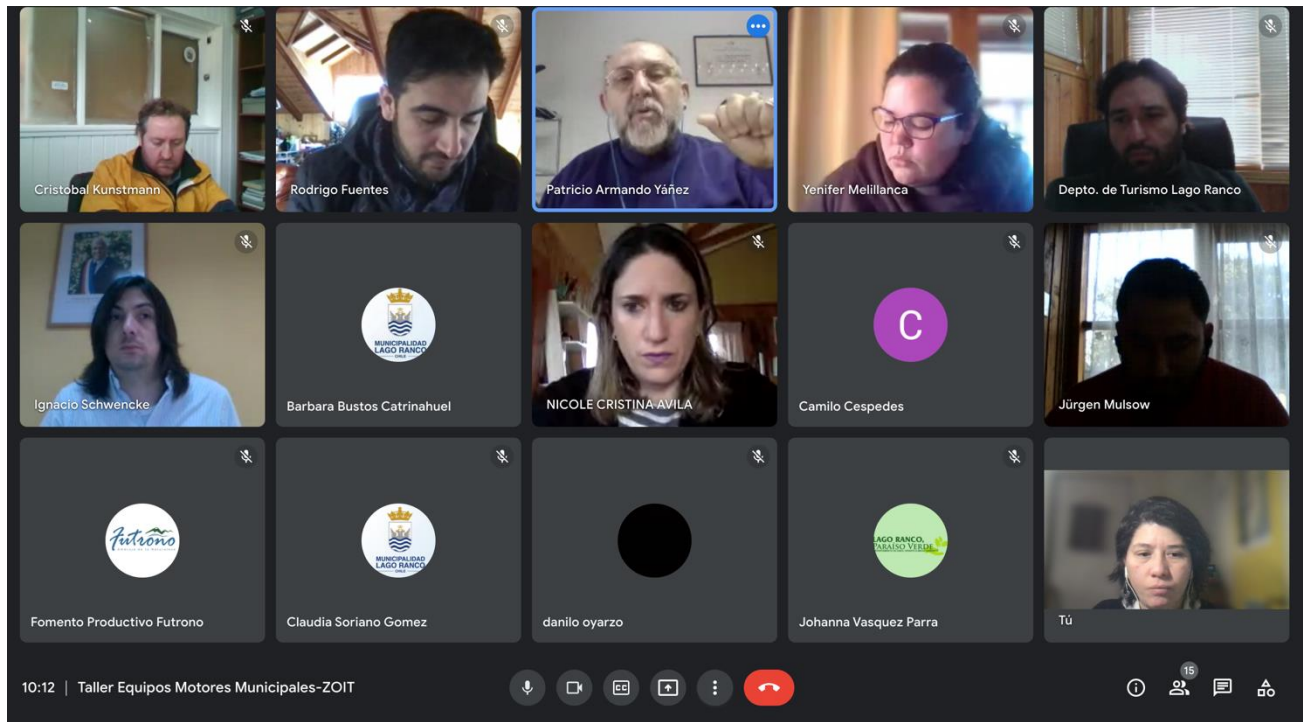 Cristobal Kunstmann
Rodrigo Fuentes
Patricio Armando Yáñez
Yenifer Melillanca
Depto. de Turismo Lago Ranco
Ignacio Schwencke
MUNICIPALIDAD
LAGO RANCO
CHILE
Barbara Bustos Catrinahuel
NICOLE CRISTINA AVILA
C
Camilo Cespedes
Jürgen Mulsow
Futrono
Fomento Productivo Futrono
MUNICIPALIDAD
LAGO RANCO
CHILE
Claudia Soriano Gomez
danilo oyarzo
LAGO RANCO,
PARAÍSO VERDE
Johanna Vasquez Parra
Tú
10:12 | Taller Equipos Motores Municipales-ZOIT
CC
15